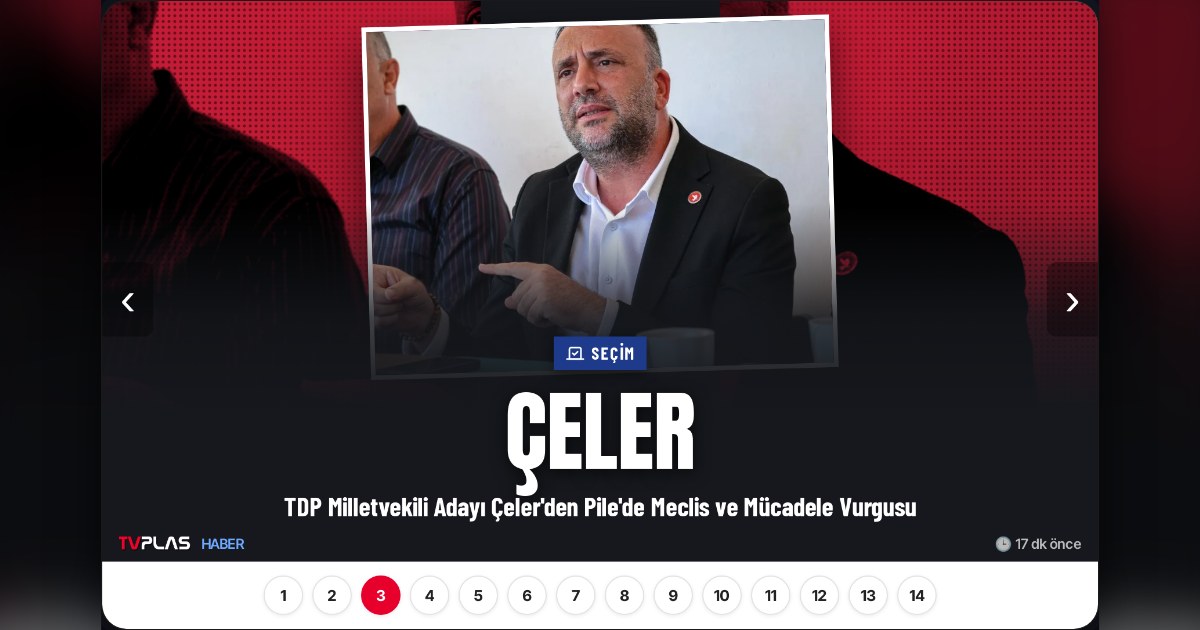 SEÇİM
ÇELER
TDP Milletvekili Adayı Çeler'den Pile'de Meclis ve Mücadele Vurgusu
TVPLAS HABER
17 dk önce
1 2 3 4 5 6 7 8 9 10 11 12 13 14